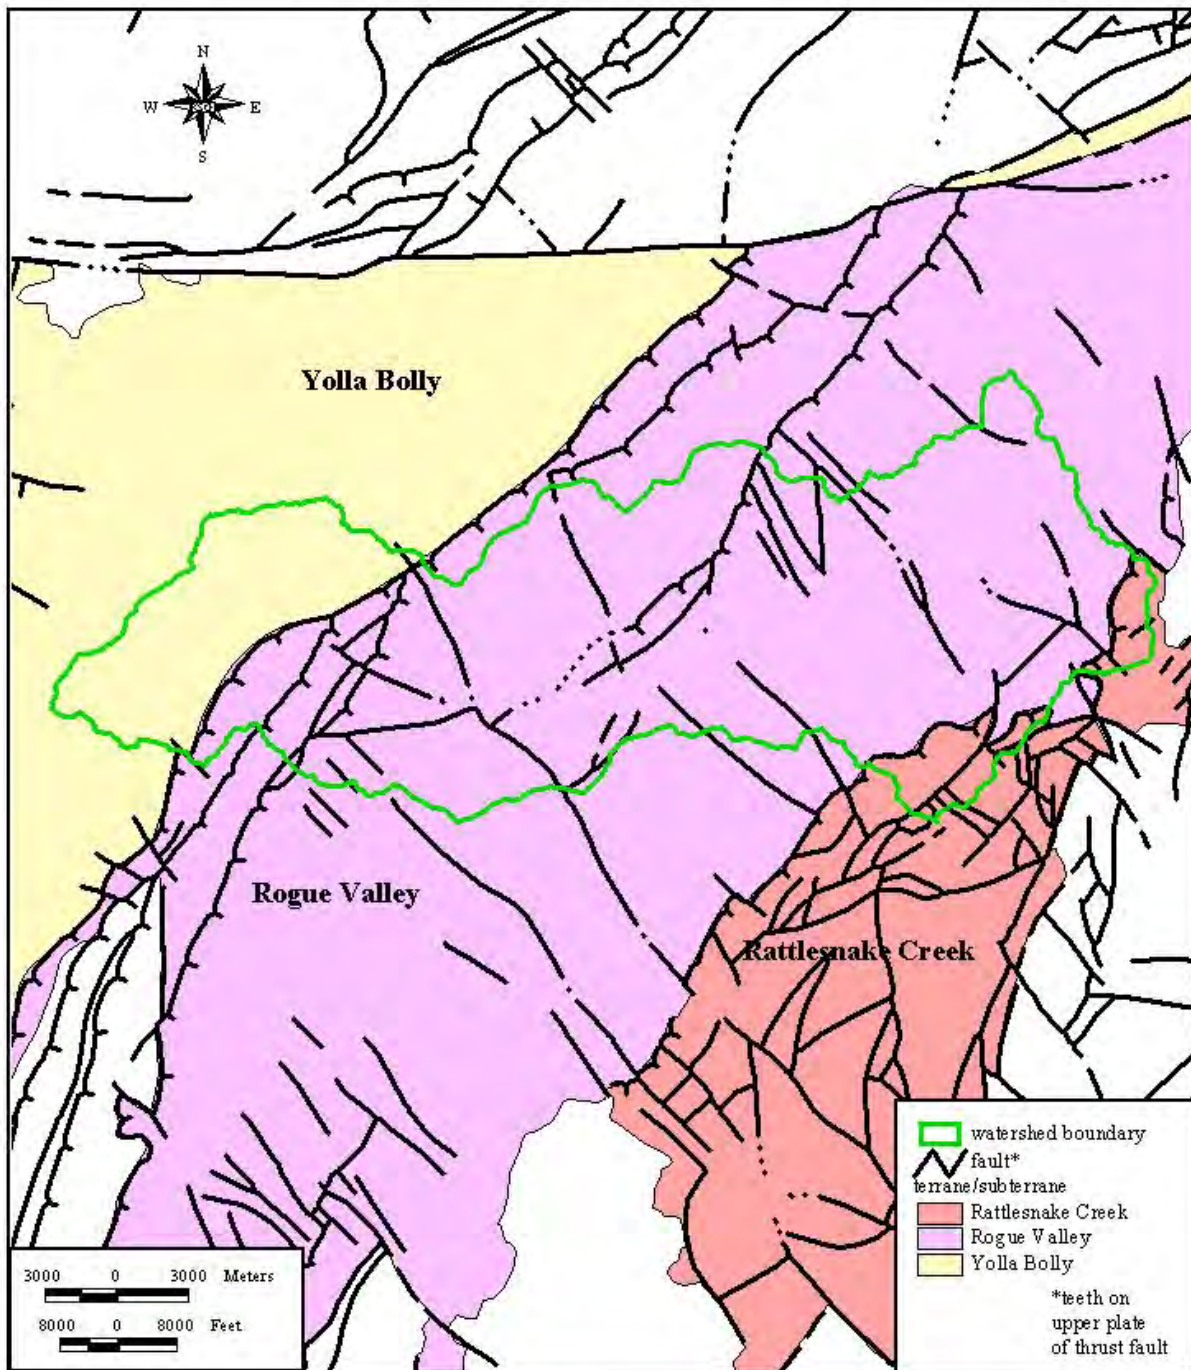 N
W E
S
Yolla Bolly
Rogue Valley
Rattlesnake Creek
watershed boundary
fault*
terrane/subterrane
Rattlesnake Creek
Rogue Valley
Yolla Bolly
*teeth on
upper plate
of thrust fault
3000 0 3000 Meters
8000 0 8000 Feet